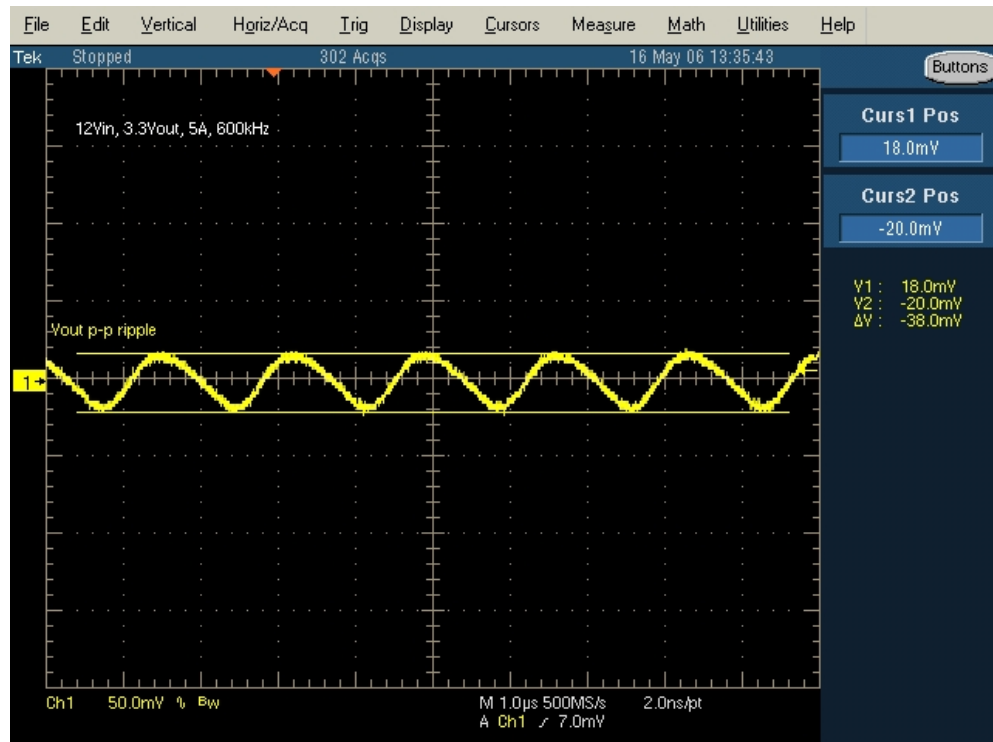 File Edit Vertical Horiz/Acq Trig Display Cursors Measure Math Utilities Help
Tek Stopped 302 Acqs 16 May 06 13:35:43
Buttons
Curs1 Pos
18.0mV
Curs2 Pos
-20.0mV
V1 : 18.0mV
V2 : -20.0mV
ΔV : -38.0mV
12Vin, 3.3Vout, 5A, 600kHz
Vout p-p ripple
1
Ch1 50.0mV ∿ Bw M 1.0µs 500MS/s 2.0ns/pt
A Ch1 7.0mV